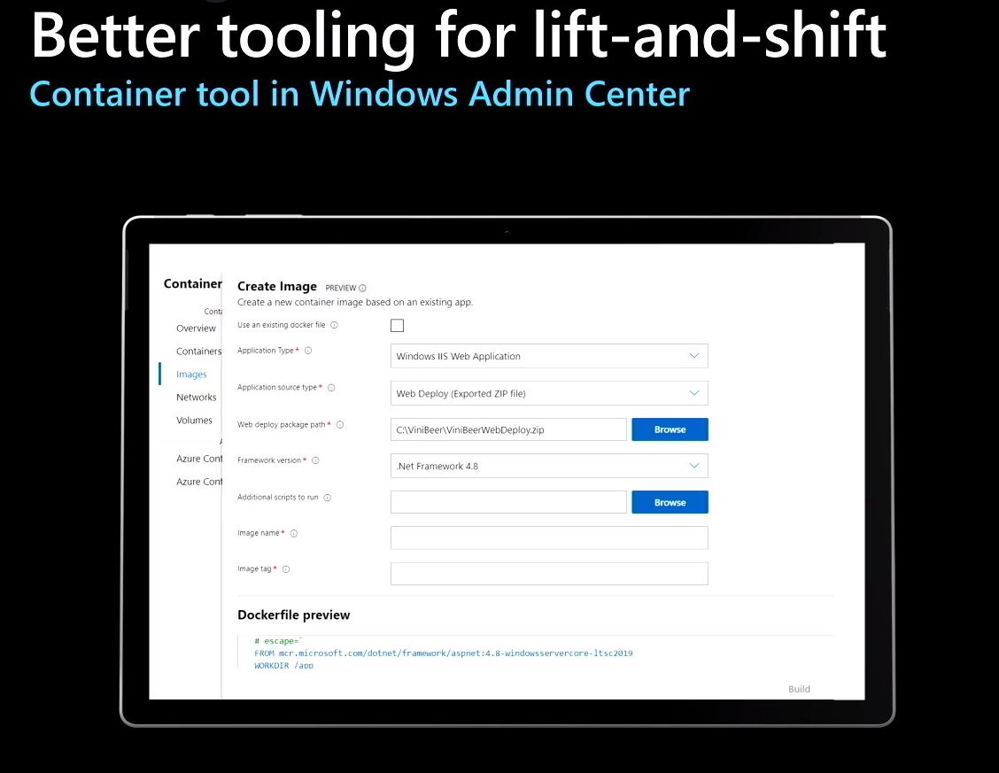 Better tooling for lift-and-shift
Container tool in Windows Admin Center
Container
Conta
Overview
Containers
Images
Networks
Volumes
A
Azure Cont
Azure Cont
Create Image PREVIEW
Create a new container image based on an existing app.
Use an existing docker file
Application Type *
Windows IIS Web Application
Application source type *
Web Deploy (Exported ZIP file)
Web deploy package path *
C:\ViniBeer\ViniBeerWebDeploy.zip
Browse
Framework version *
.Net Framework 4.8
Additional scripts to run
Browse
Image name *
Image tag *
Dockerfile preview
# escape=`
FROM mcr.microsoft.com/dotnet/framework/aspnet:4.8-windowsservercore-ltsc2019
WORKDIR /app
Build